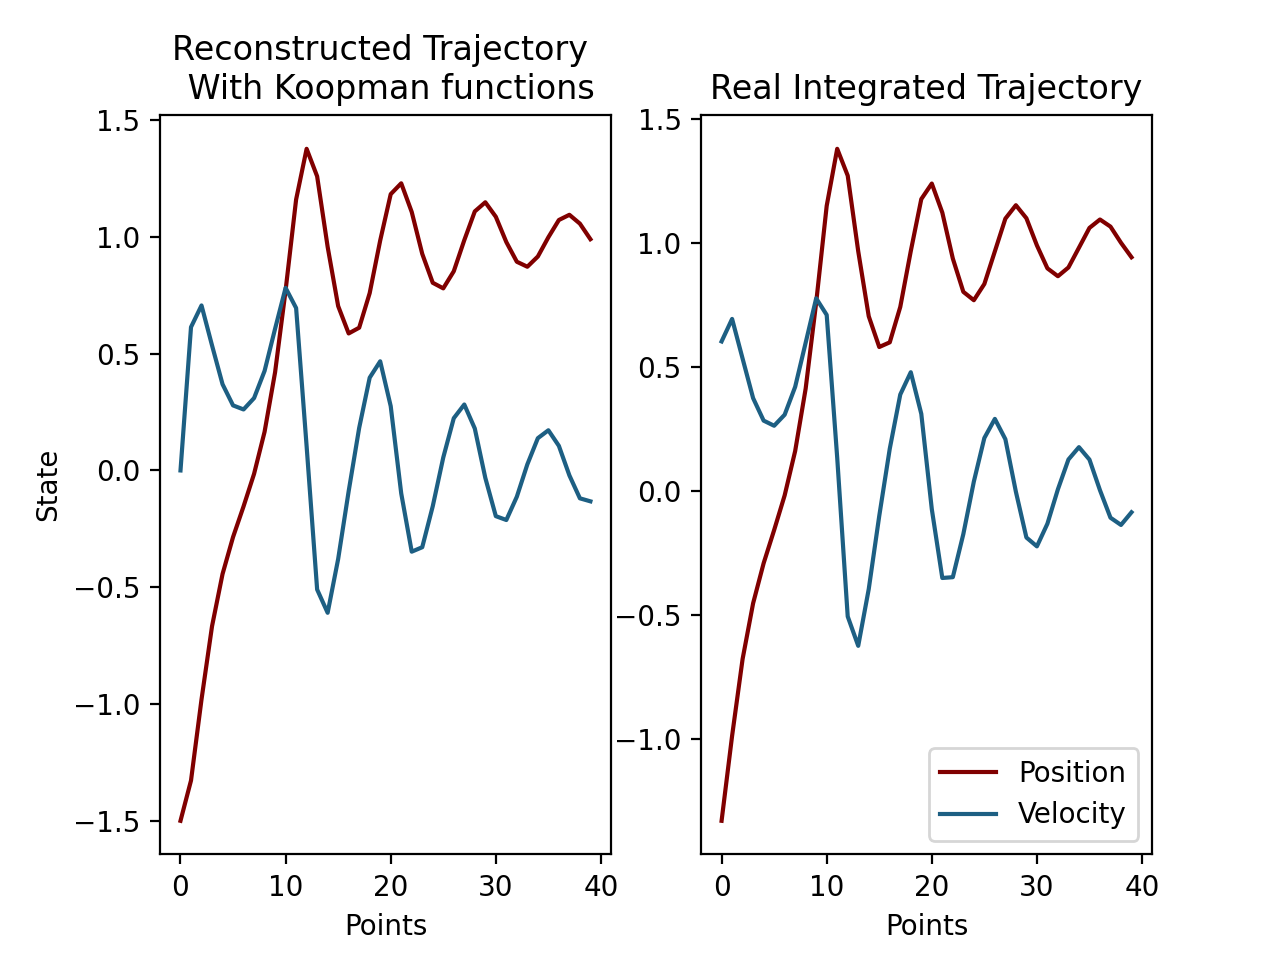 Reconstructed Trajectory
With Koopman functions
Real Integrated Trajectory
1.5
1.0
0.5
0.0
−0.5
−1.0
−1.5
State
0 10 20 30 40
Points
1.5
1.0
0.5
0.0
−0.5
−1.0
0 10 20 30 40
Points
Position
Velocity